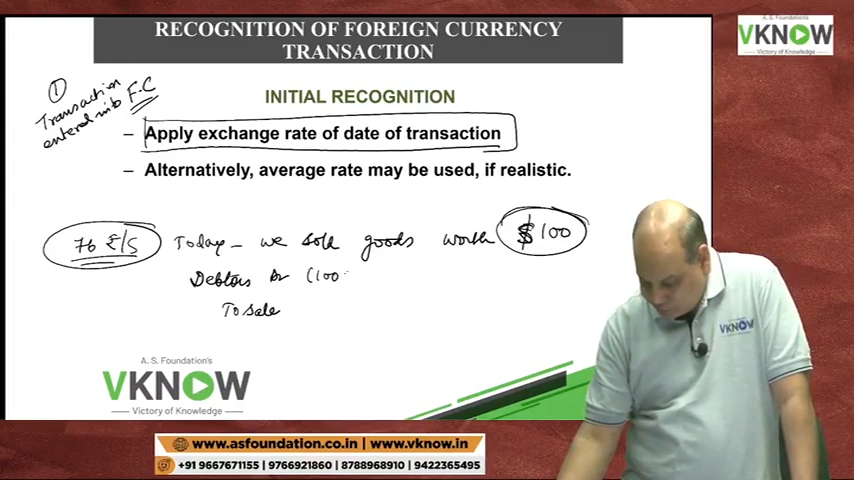 RECOGNITION OF FOREIGN CURRENCY
TRANSACTION
A. S. Foundation's
VKNOW
Victory of Knowledge
1
Transaction
entered into F.C
INITIAL RECOGNITION
– Apply exchange rate of date of transaction
– Alternatively, average rate may be used, if realistic.
76 ₹/$ Today - we sold goods worth $100
Debtors Dr (100
To sale
A. S. Foundation's
VKNOW
Victory of Knowledge
VKNOW
www.asfoundation.co.in | www.vknow.in
+91 9667671155 | 9766921860 | 8788968910 | 9422365495